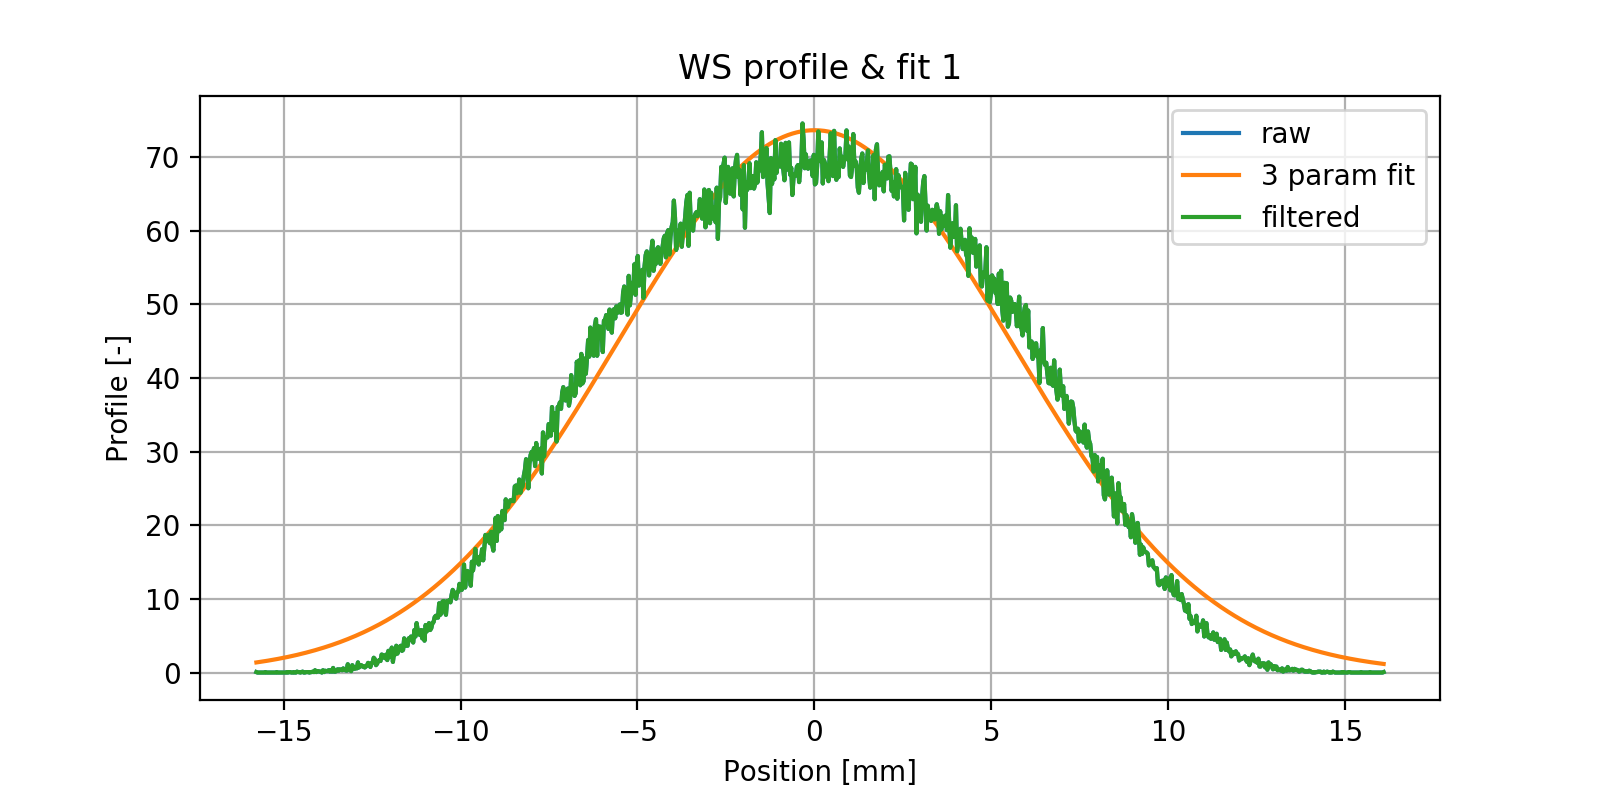 WS profile & fit 1
raw
3 param fit
filtered
Profile [-]
70
60
50
40
30
20
10
0
−15 −10 −5 0 5 10 15
Position [mm]